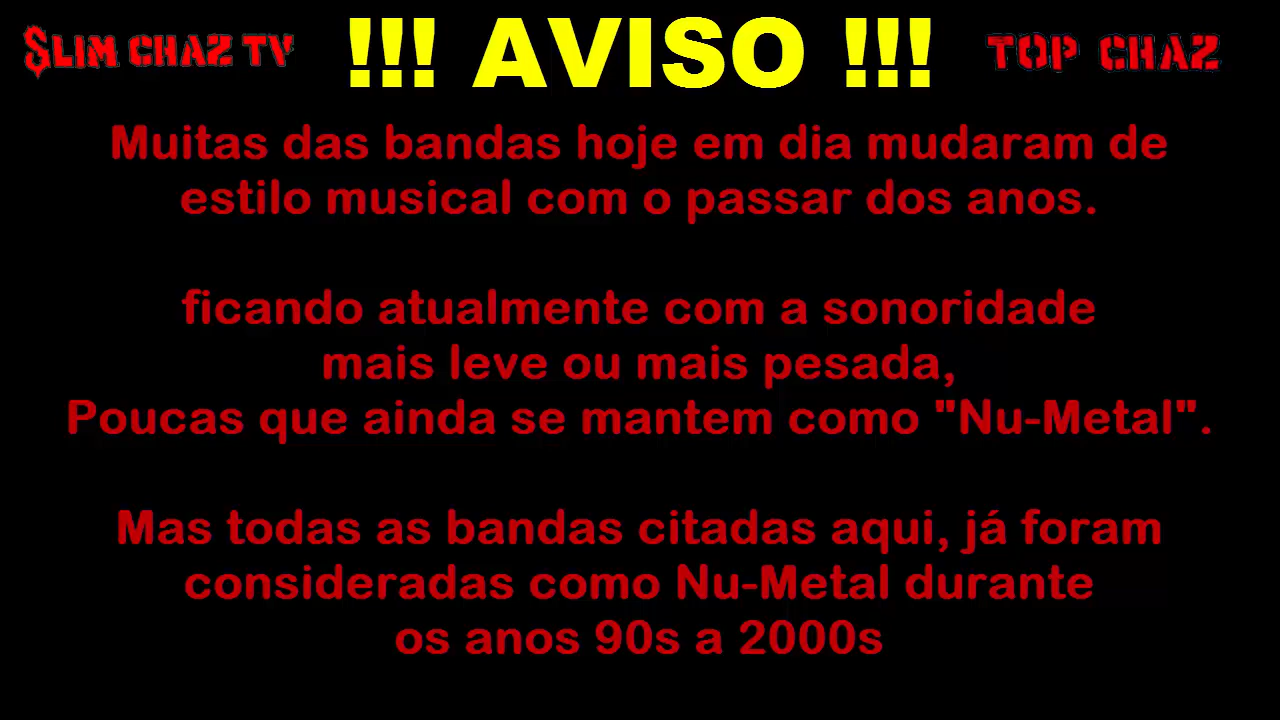 $LIM CHAZ TV
!!! AVISO !!!
TOP CHAZ
Muitas das bandas hoje em dia mudaram de
estilo musical com o passar dos anos.
ficando atualmente com a sonoridade
mais leve ou mais pesada,
Poucas que ainda se mantem como "Nu-Metal".
Mas todas as bandas citadas aqui, já foram
consideradas como Nu-Metal durante
os anos 90s a 2000s